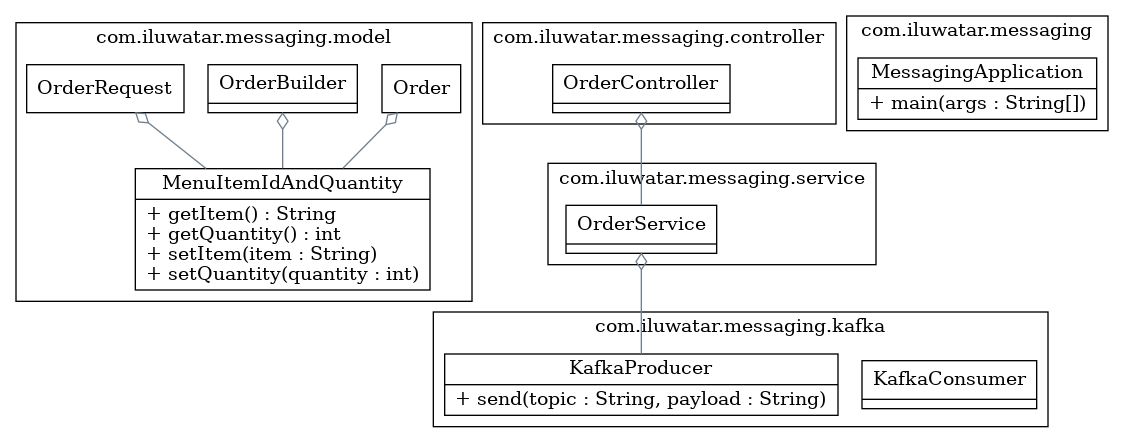 com.iluwatar.messaging.model
OrderRequest
OrderBuilder
Order
MenuItemIdAndQuantity
+ getItem() : String
+ getQuantity() : int
+ setItem(item : String)
+ setQuantity(quantity : int)
com.iluwatar.messaging.controller
OrderController
com.iluwatar.messaging
MessagingApplication
+ main(args : String[])
com.iluwatar.messaging.service
OrderService
com.iluwatar.messaging.kafka
KafkaProducer
+ send(topic : String, payload : String)
KafkaConsumer